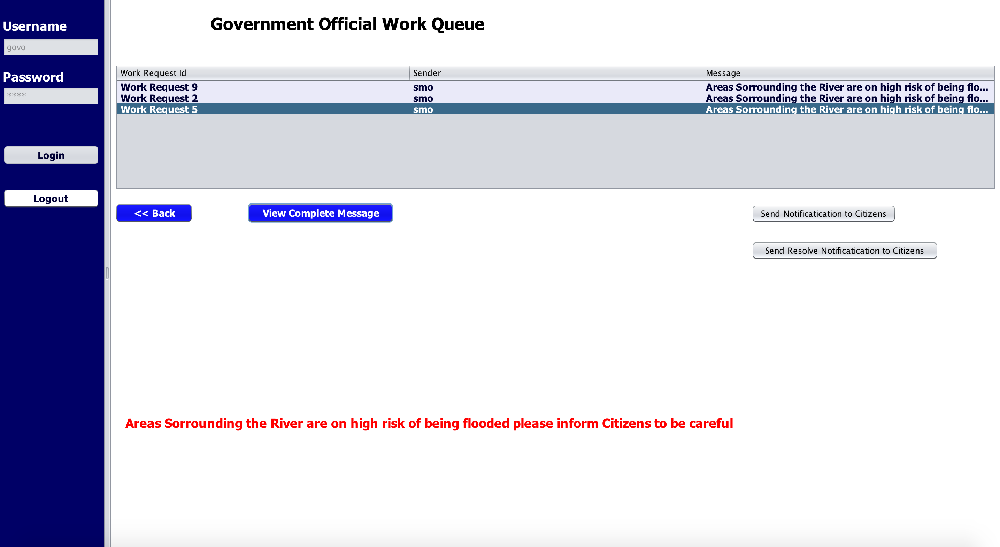 Username
govo
Password
****
Login
Logout
Government Official Work Queue
Work Request Id Sender Message
Work Request 9 smo Areas Sorrounding the River are on high risk of being flo...
Work Request 2 smo Areas Sorrounding the River are on high risk of being flo...
Work Request 5 smo Areas Sorrounding the River are on high risk of being flo...
<< Back View Complete Message Send Notificatication to Citizens
Send Resolve Notificatication to Citizens
Areas Sorrounding the River are on high risk of being flooded please inform Citizens to be careful